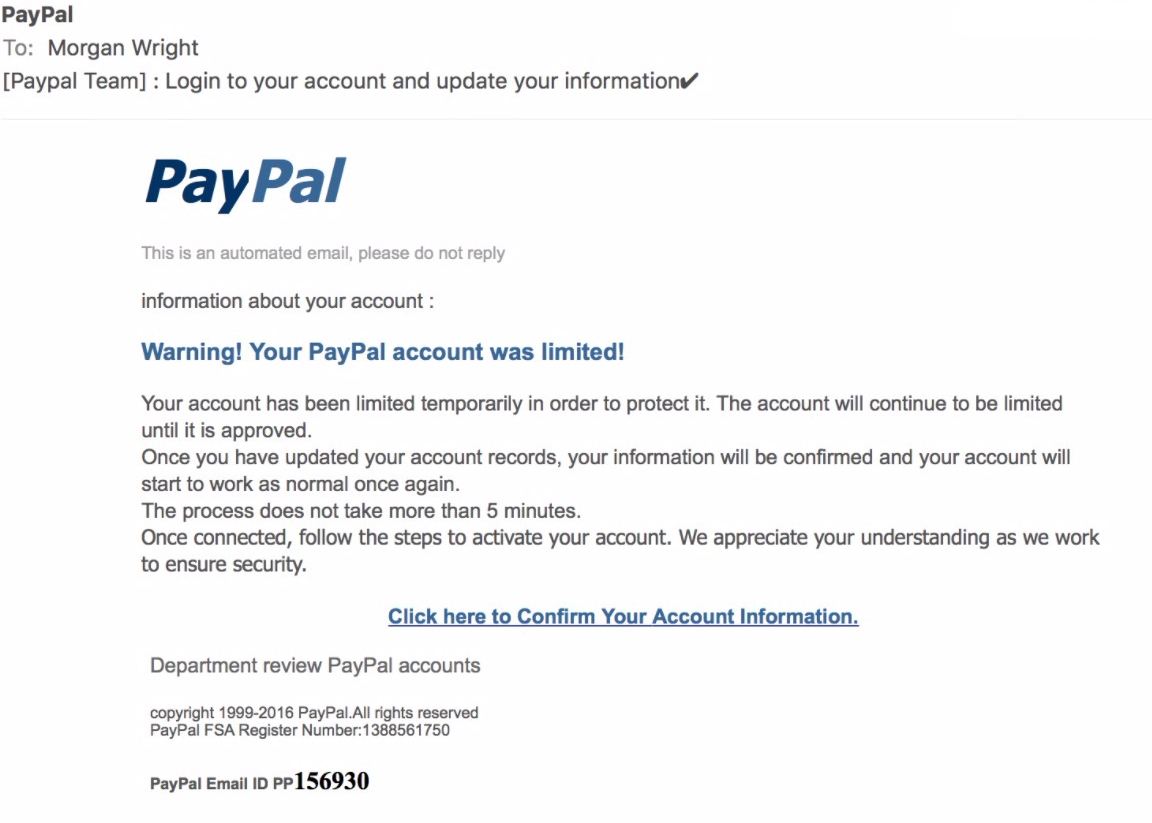 PayPal
To: Morgan Wright
[Paypal Team] : Login to your account and update your information✔
PayPal
This is an automated email, please do not reply
information about your account :
Warning! Your PayPal account was limited!
Your account has been limited temporarily in order to protect it. The account will continue to be limited
until it is approved.
Once you have updated your account records, your information will be confirmed and your account will
start to work as normal once again.
The process does not take more than 5 minutes.
Once connected, follow the steps to activate your account. We appreciate your understanding as we work
to ensure security.
Click here to Confirm Your Account Information.
Department review PayPal accounts
copyright 1999-2016 PayPal.All rights reserved
PayPal FSA Register Number:1388561750
PayPal Email ID PP156930